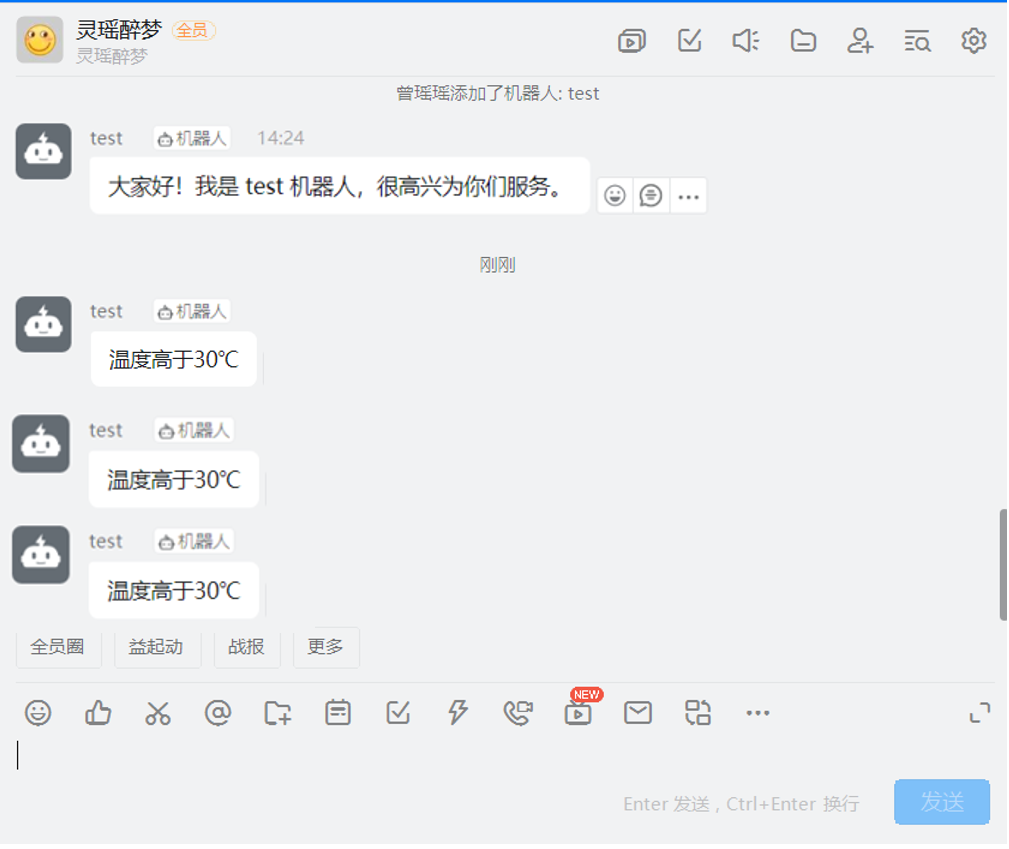 灵瑶醉梦 全员
灵瑶醉梦
曾瑶瑶添加了机器人: test
test 机器人 14:24
大家好！我是 test 机器人，很高兴为你们服务。
刚刚
test 机器人
温度高于30℃
test 机器人
温度高于30℃
test 机器人
温度高于30℃
全员圈 益起动 战报 更多
NEW
Enter 发送 , Ctrl+Enter 换行 发送